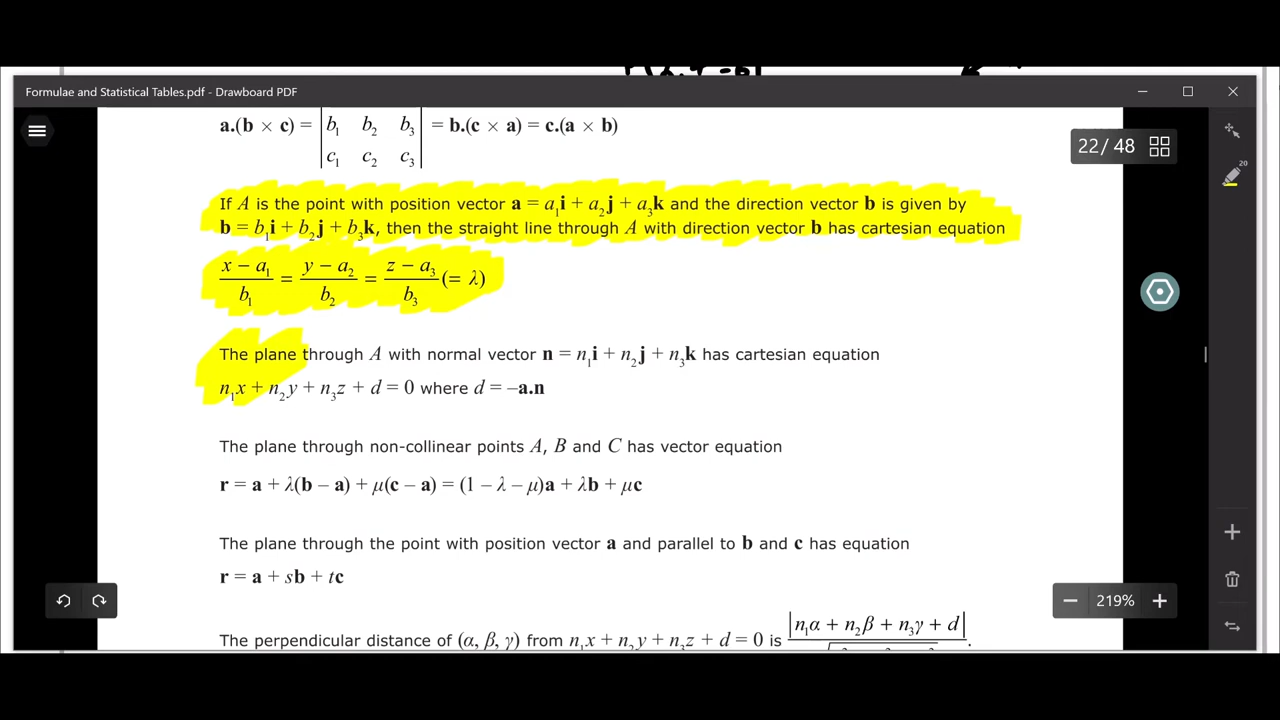 Formulae and Statistical Tables.pdf - Drawboard PDF
a.(b × c) = | b₁ b₂ b₃ | = b.(c × a) = c.(a × b)
c₁ c₂ c₃
22 / 48
20
If A is the point with position vector a = a₁i + a₂j + a₃k and the direction vector b is given by
b = b₁i + b₂j + b₃k, then the straight line through A with direction vector b has cartesian equation
(x − a₁)/b₁ = (y − a₂)/b₂ = (z − a₃)/b₃ (= λ)
The plane through A with normal vector n = n₁i + n₂j + n₃k has cartesian equation
n₁x + n₂y + n₃z + d = 0 where d = –a.n
The plane through non-collinear points A, B and C has vector equation
r = a + λ(b – a) + μ(c – a) = (1 – λ – μ)a + λb + μc
The plane through the point with position vector a and parallel to b and c has equation
r = a + sb + tc
219%
The perpendicular distance of (α, β, γ) from n₁x + n₂y + n₃z + d = 0 is |n₁α + n₂β + n₃γ + d|